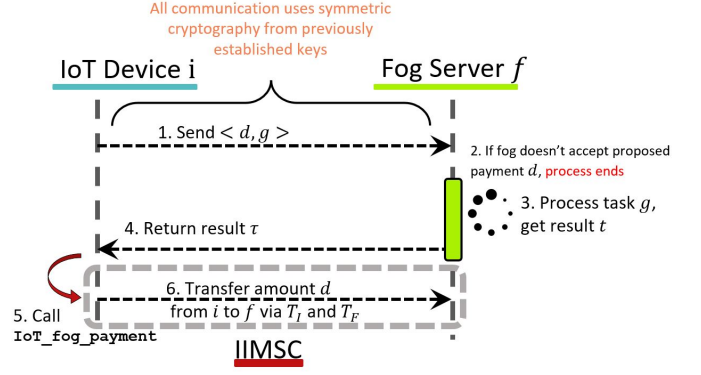 All communication uses symmetric
cryptography from previously
established keys
IoT Device i
Fog Server f
1. Send < d, g >
2. If fog doesn't accept proposed
payment d, process ends
3. Process task g,
get result t
4. Return result τ
5. Call
IoT_fog_payment
6. Transfer amount d
from i to f via T_I and T_F
IIMSC